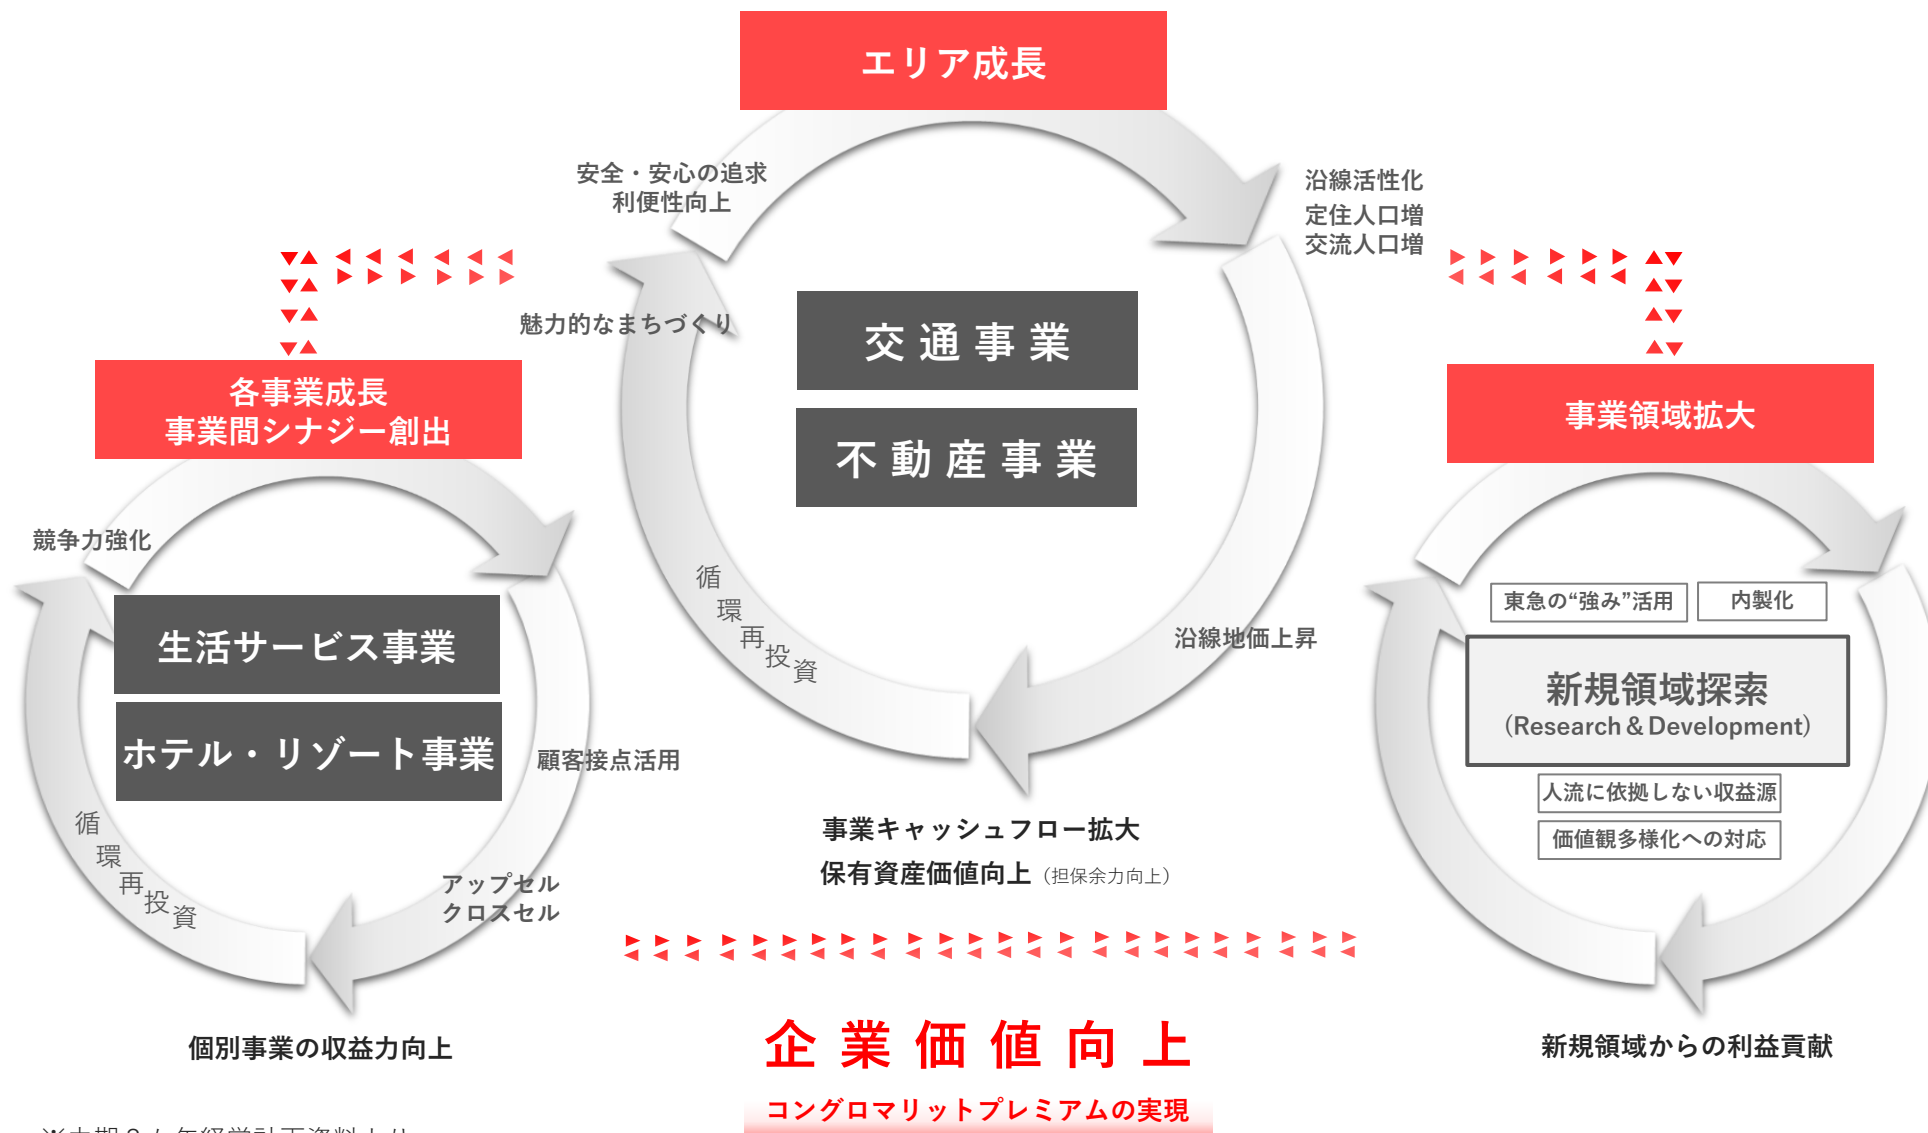 エリア成長
安全・安心の追求
利便性向上
沿線活性化
定住人口増
交流人口増
魅力的なまちづくり
交通事業
不動産事業
循環再投資
沿線地価上昇
事業キャッシュフロー拡大
保有資産価値向上（担保余力向上）
各事業成長
事業間シナジー創出
競争力強化
生活サービス事業
ホテル・リゾート事業
顧客接点活用
循環再投資
アップセル
クロスセル
個別事業の収益力向上
事業領域拡大
東急の“強み”活用
内製化
新規領域探索
(Research & Development)
人流に依拠しない収益源
価値観多様化への対応
新規領域からの利益貢献
企業価値向上
コングロマリットプレミアムの実現